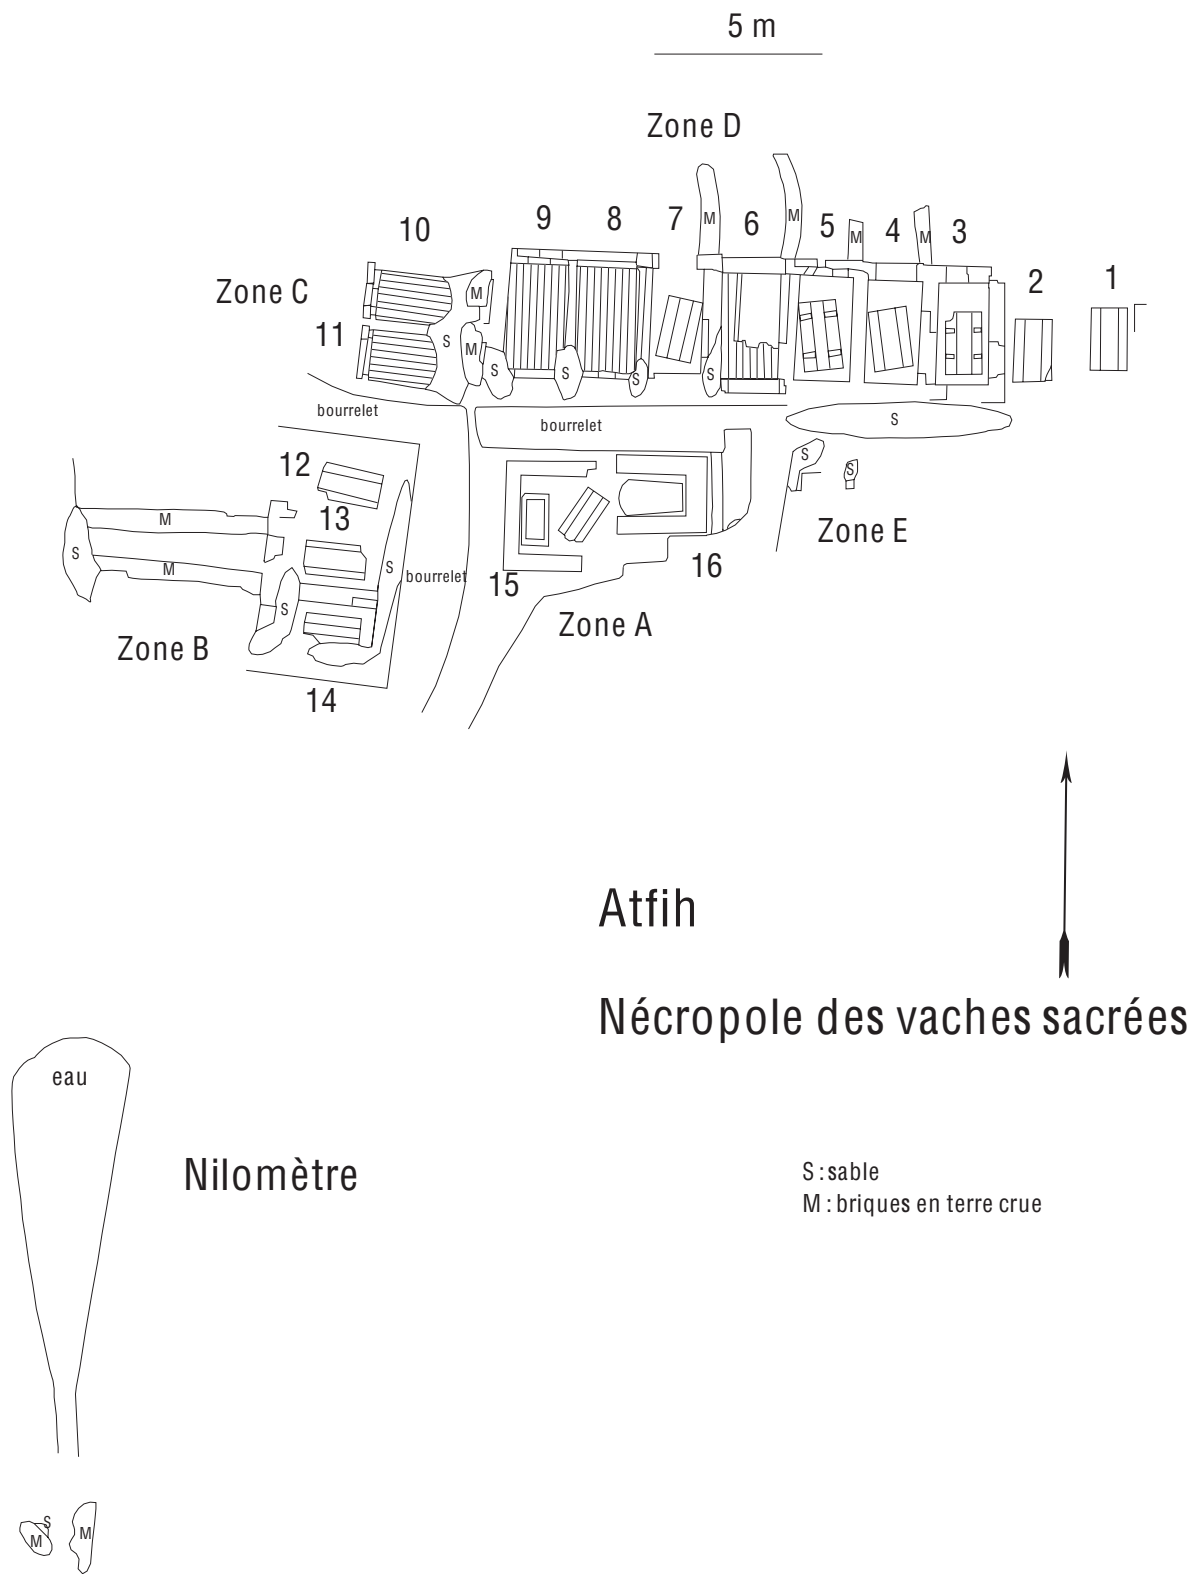 5 m
Zone D
10 9 8 7 6 5 4 3
M M M M
2 1
Zone C
M
11
S M S S S S
bourrelet bourrelet S
12
S S
13
M
Zone E
S M S bourrelet
15 16
S
Zone A
Zone B
14
Atfih
Nécropole des vaches sacrées
eau
Nilomètre
S : sable
M : briques en terre crue
S
M M